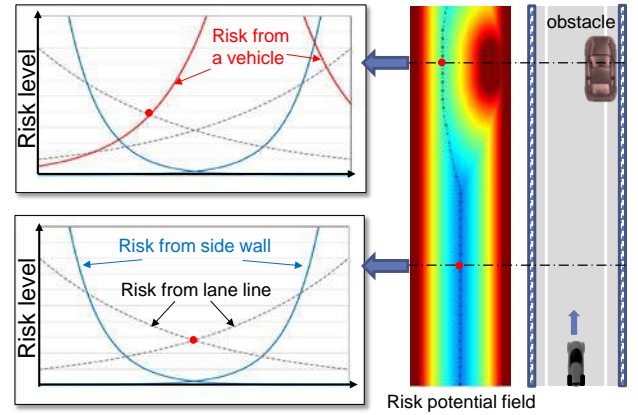 Risk level
Risk from
a vehicle
obstacle
Risk level
Risk from side wall
Risk from lane line
Risk potential field